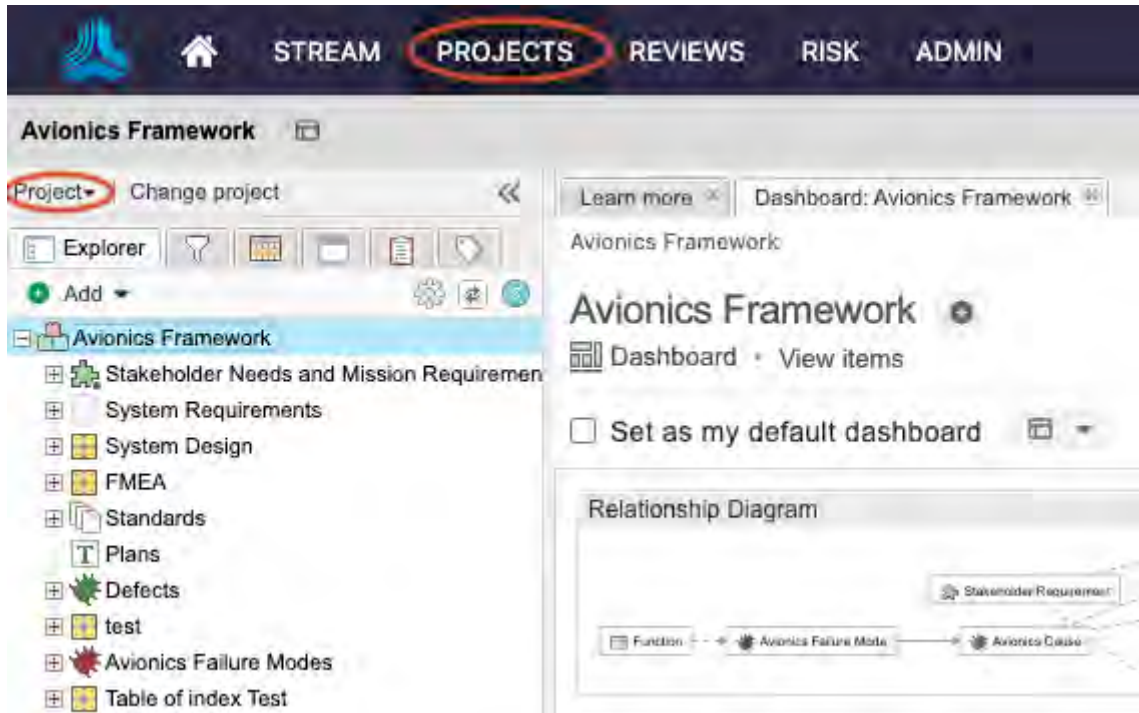 STREAM PROJECTS REVIEWS RISK ADMIN
Avionics Framework
Project Change project
Explorer
Add
Avionics Framework
Stakeholder Needs and Mission Requiremen
System Requirements
System Design
FMEA
Standards
T Plans
Defects
test
Avionics Failure Modes
Table of index Test
Learn more Dashboard: Avionics Framework
Avionics Framework
Avionics Framework
Dashboard • View items
Set as my default dashboard
Relationship Diagram
Stakeholder Requirement
Function Avionics Failure Mode Avionics Cause